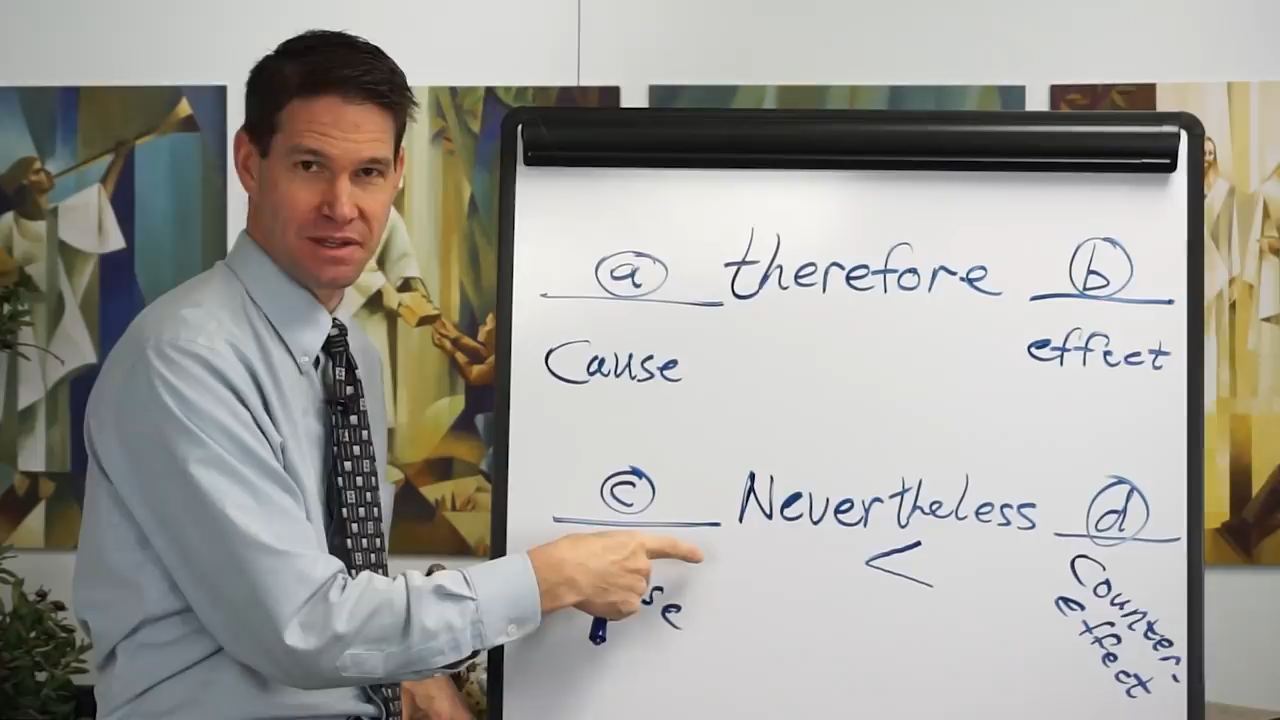 a therefore b
Cause effect
c Nevertheless d
<
se Counter-
effect